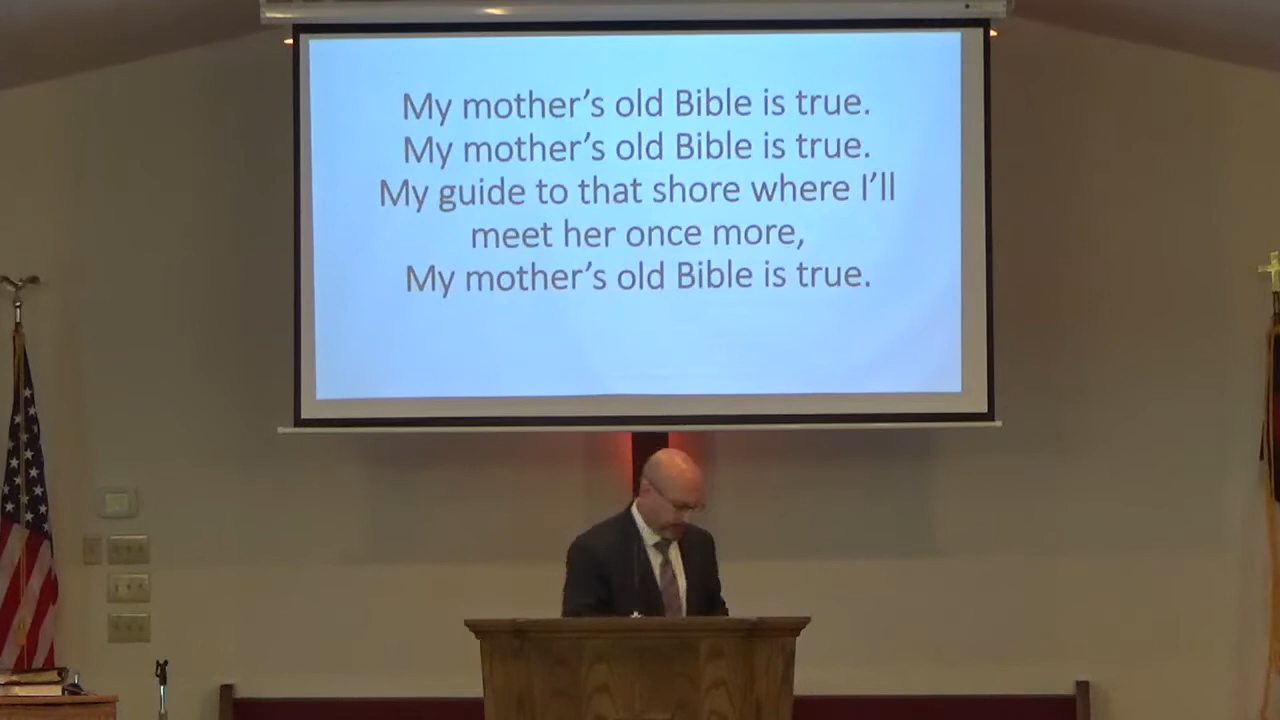 My mother’s old Bible is true.
My mother’s old Bible is true.
My guide to that shore where I’ll
meet her once more,
My mother’s old Bible is true.